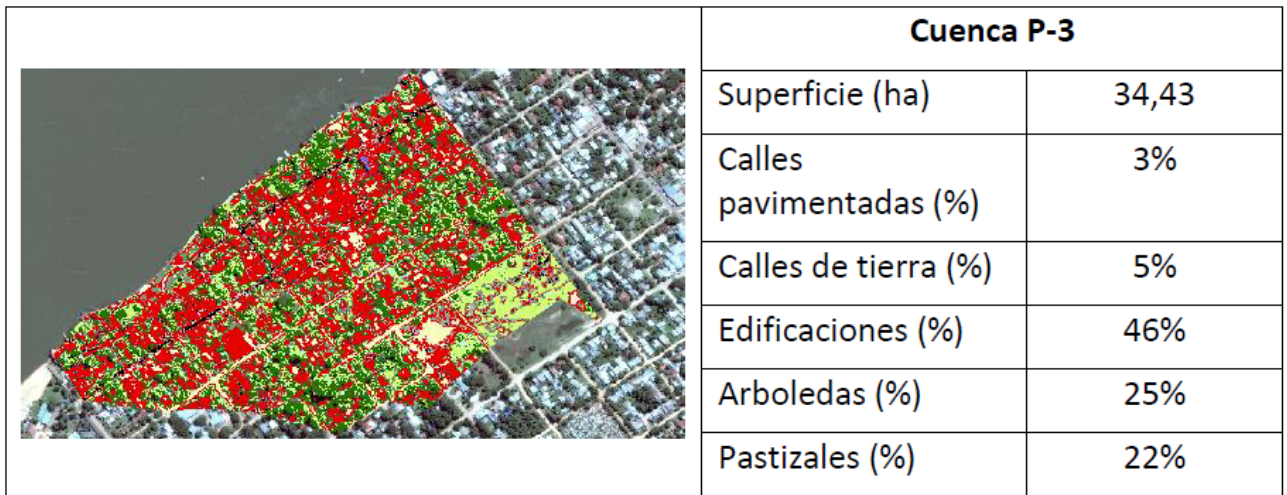 Cuenca P-3
Superficie (ha) 34,43
Calles
pavimentadas (%) 3%
Calles de tierra (%) 5%
Edificaciones (%) 46%
Arboledas (%) 25%
Pastizales (%) 22%